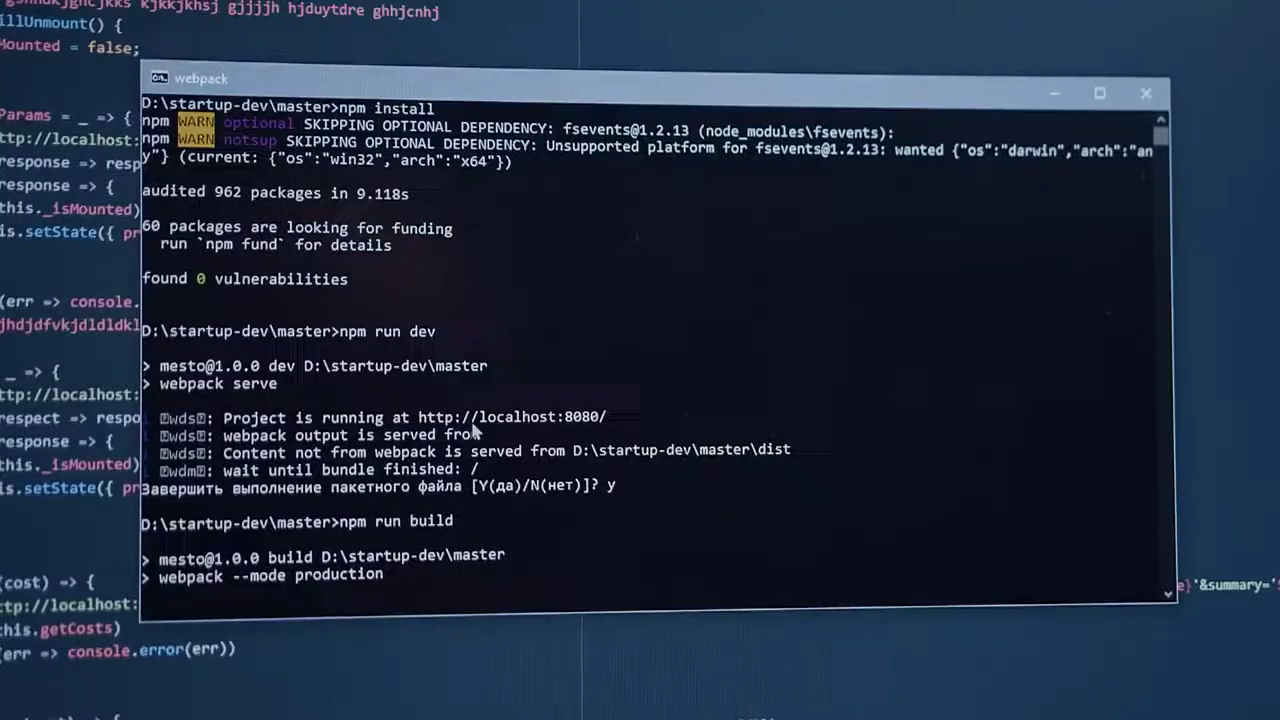 kjkkjkhsj gjjjjh hjduytdre ghhjcnhj
illUnmount() {
Mounted = false;
Params = _ => {
ttp://localhost:
response => resp
response => {
this._isMounted)
is.setState({ pr
(err => console.
jhdjdfvkjdldldkl
_ => {
ttp://localhost:
respect => respo
response => {
this._isMounted)
is.setState({ pr
(cost) => {
ttp://localhost:
this.getCosts)
(err => console.error(err))
webpack
D:\startup-dev\master>npm install
npm WARN optional SKIPPING OPTIONAL DEPENDENCY: fsevents@1.2.13 (node_modules\fsevents):
npm WARN notsup SKIPPING OPTIONAL DEPENDENCY: Unsupported platform for fsevents@1.2.13: wanted {"os":"darwin","arch":"an
y"} (current: {"os":"win32","arch":"x64"})
audited 962 packages in 9.118s
60 packages are looking for funding
run `npm fund` for details
found 0 vulnerabilities
D:\startup-dev\master>npm run dev
> mesto@1.0.0 dev D:\startup-dev\master
> webpack serve
wds: Project is running at http://localhost:8080/
wds: webpack output is served from
wds: Content not from webpack is served from D:\startup-dev\master\dist
wdm: wait until bundle finished: /
Завершить выполнение пакетного файла [Y(да)/N(нет)]? y
D:\startup-dev\master>npm run build
> mesto@1.0.0 build D:\startup-dev\master
> webpack --mode production
e}'&summary='$